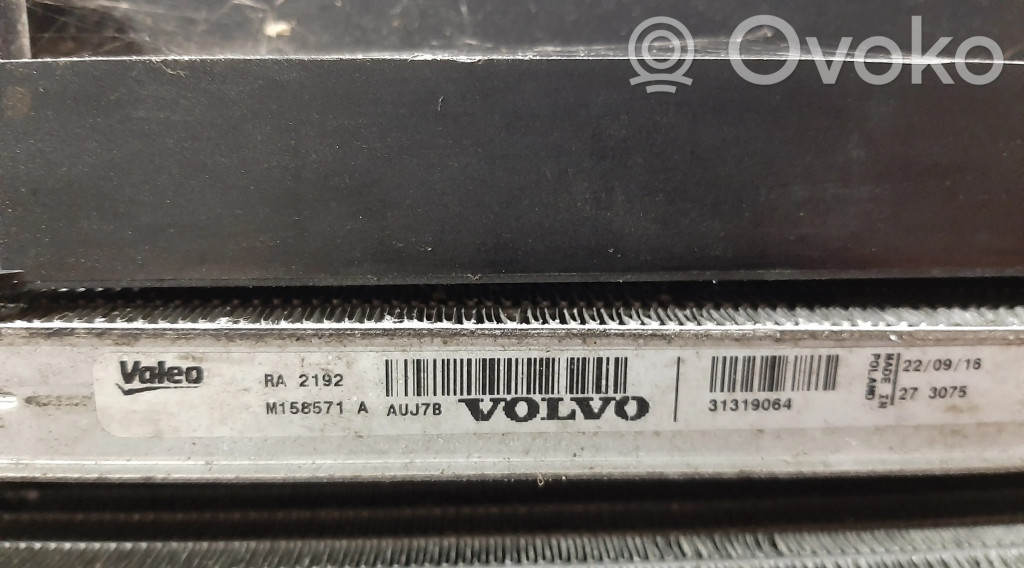 Ovoko
Valeo
RA 2192
M158571 A AUJ7B VOLVO
31319064
MADE IN
POLAND
22/09/16
27 3075